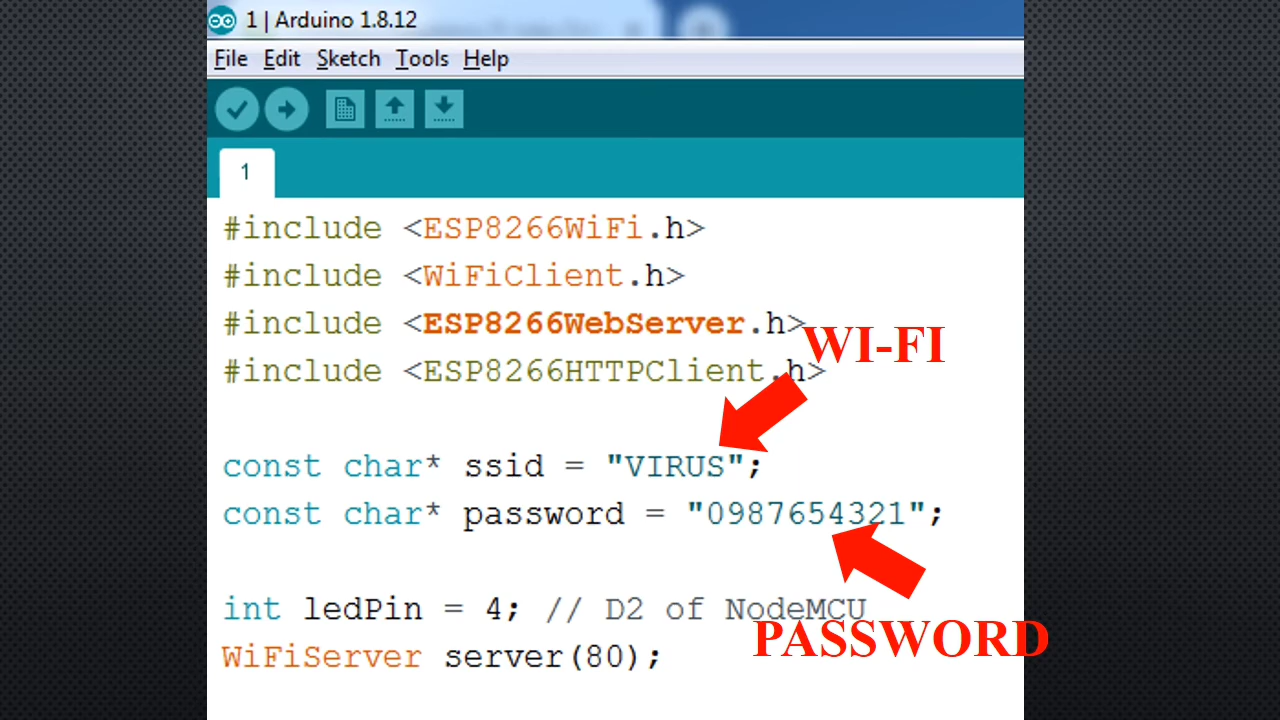 1 | Arduino 1.8.12
File Edit Sketch Tools Help
1
#include <ESP8266WiFi.h>
#include <WiFiClient.h>
#include <ESP8266WebServer.h>
WI-FI
#include <ESP8266HTTPClient.h>
const char* ssid = "VIRUS";
const char* password = "0987654321";
int ledPin = 4; // D2 of NodeMCU
PASSWORD
WiFiServer server(80);